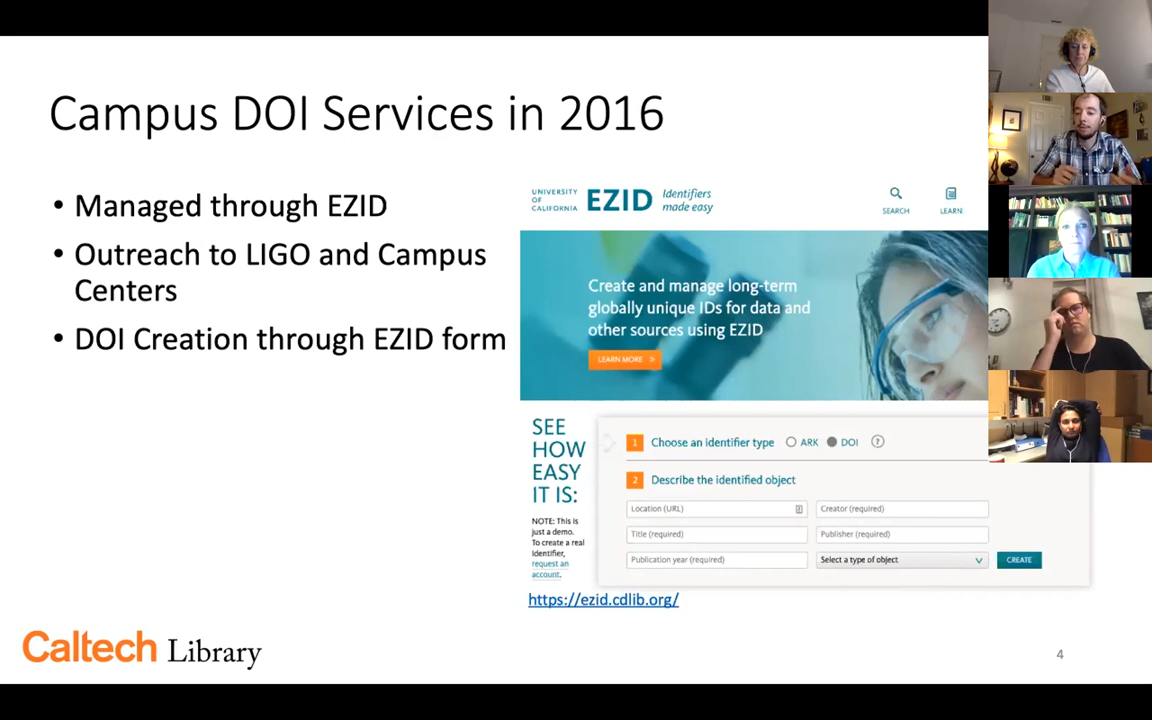 Campus DOI Services in 2016
• Managed through EZID
• Outreach to LIGO and Campus
Centers
• DOI Creation through EZID form
UNIVERSITY
OF
CALIFORNIA
EZID
Identifiers
made easy
SEARCH
LEARN
Create and manage long-term
globally unique IDs for data and
other sources using EZID
LEARN MORE >
SEE
HOW
EASY
IT IS:
NOTE: This is
just a demo.
To create a real
identifier,
request an
account.
1 Choose an identifier type ARK DOI ?
2 Describe the identified object
Location (URL) Creator (required)
Title (required) Publisher (required)
Publication year (required) Select a type of object CREATE
https://ezid.cdlib.org/
Caltech Library
4